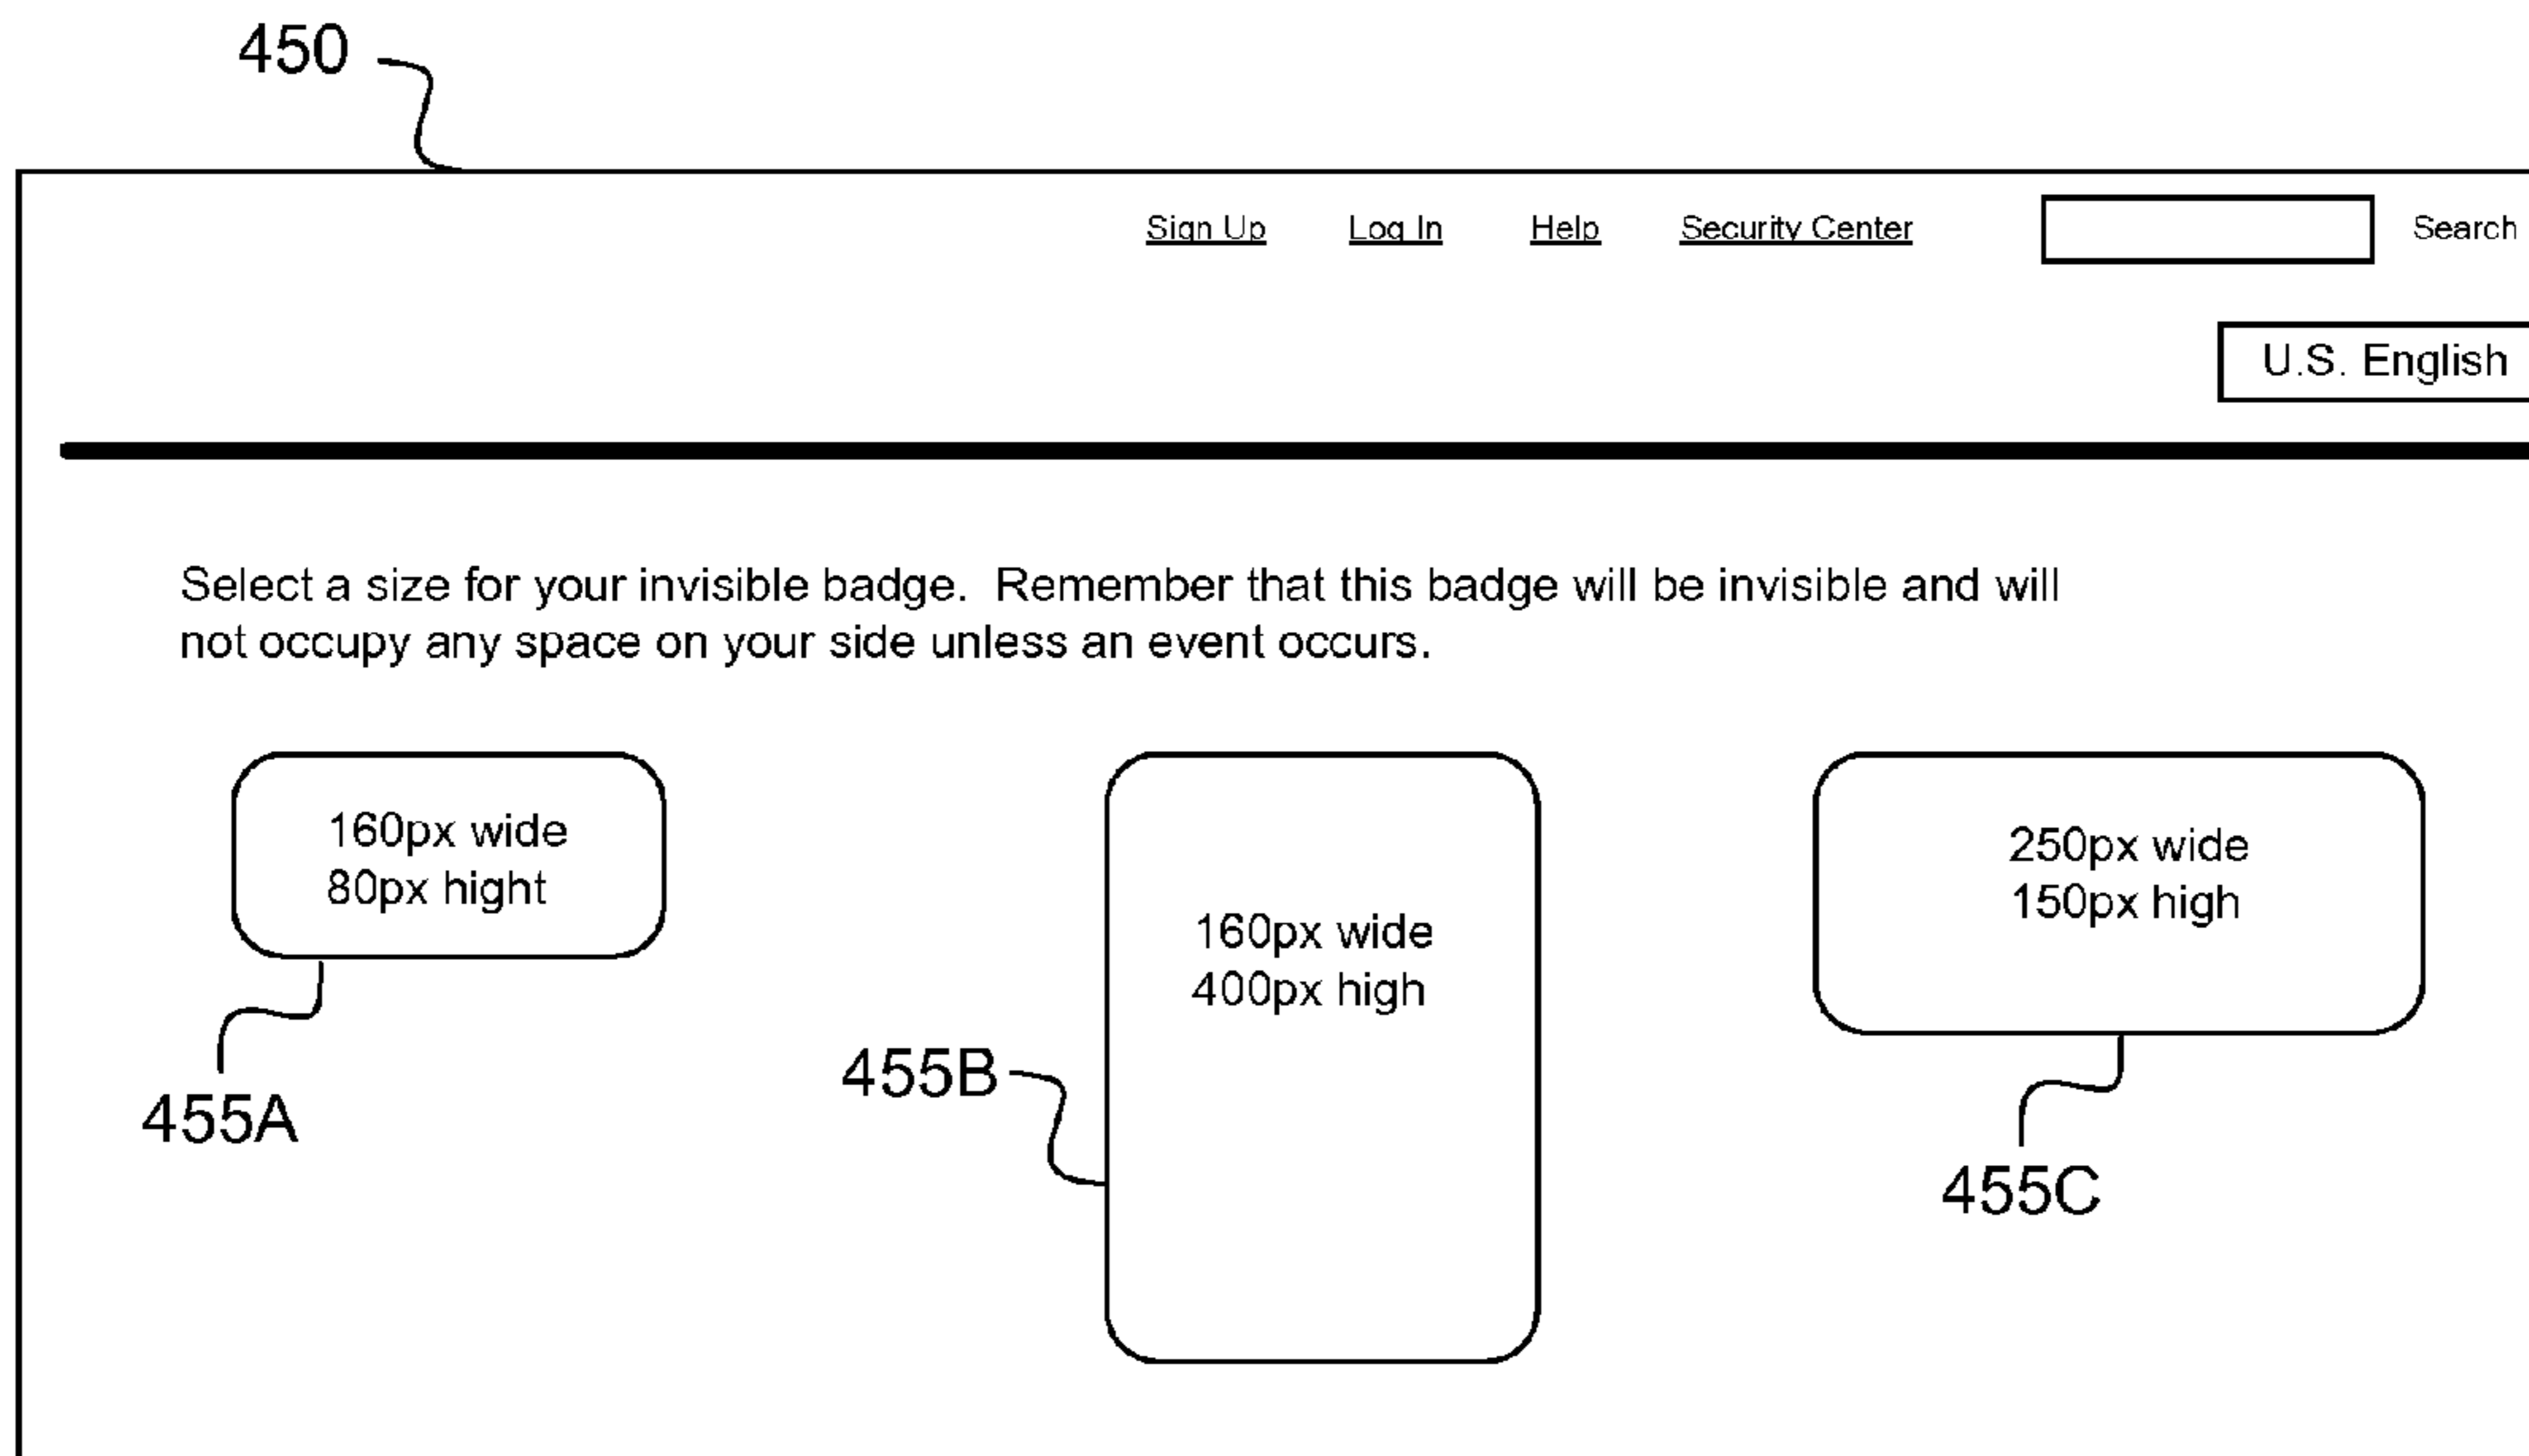 450
Sign Up Log In Help Security Center Search
U.S. English
Select a size for your invisible badge. Remember that this badge will be invisible and will
not occupy any space on your side unless an event occurs.
160px wide
80px hight
455A
160px wide
400px high
455B
250px wide
150px high
455C